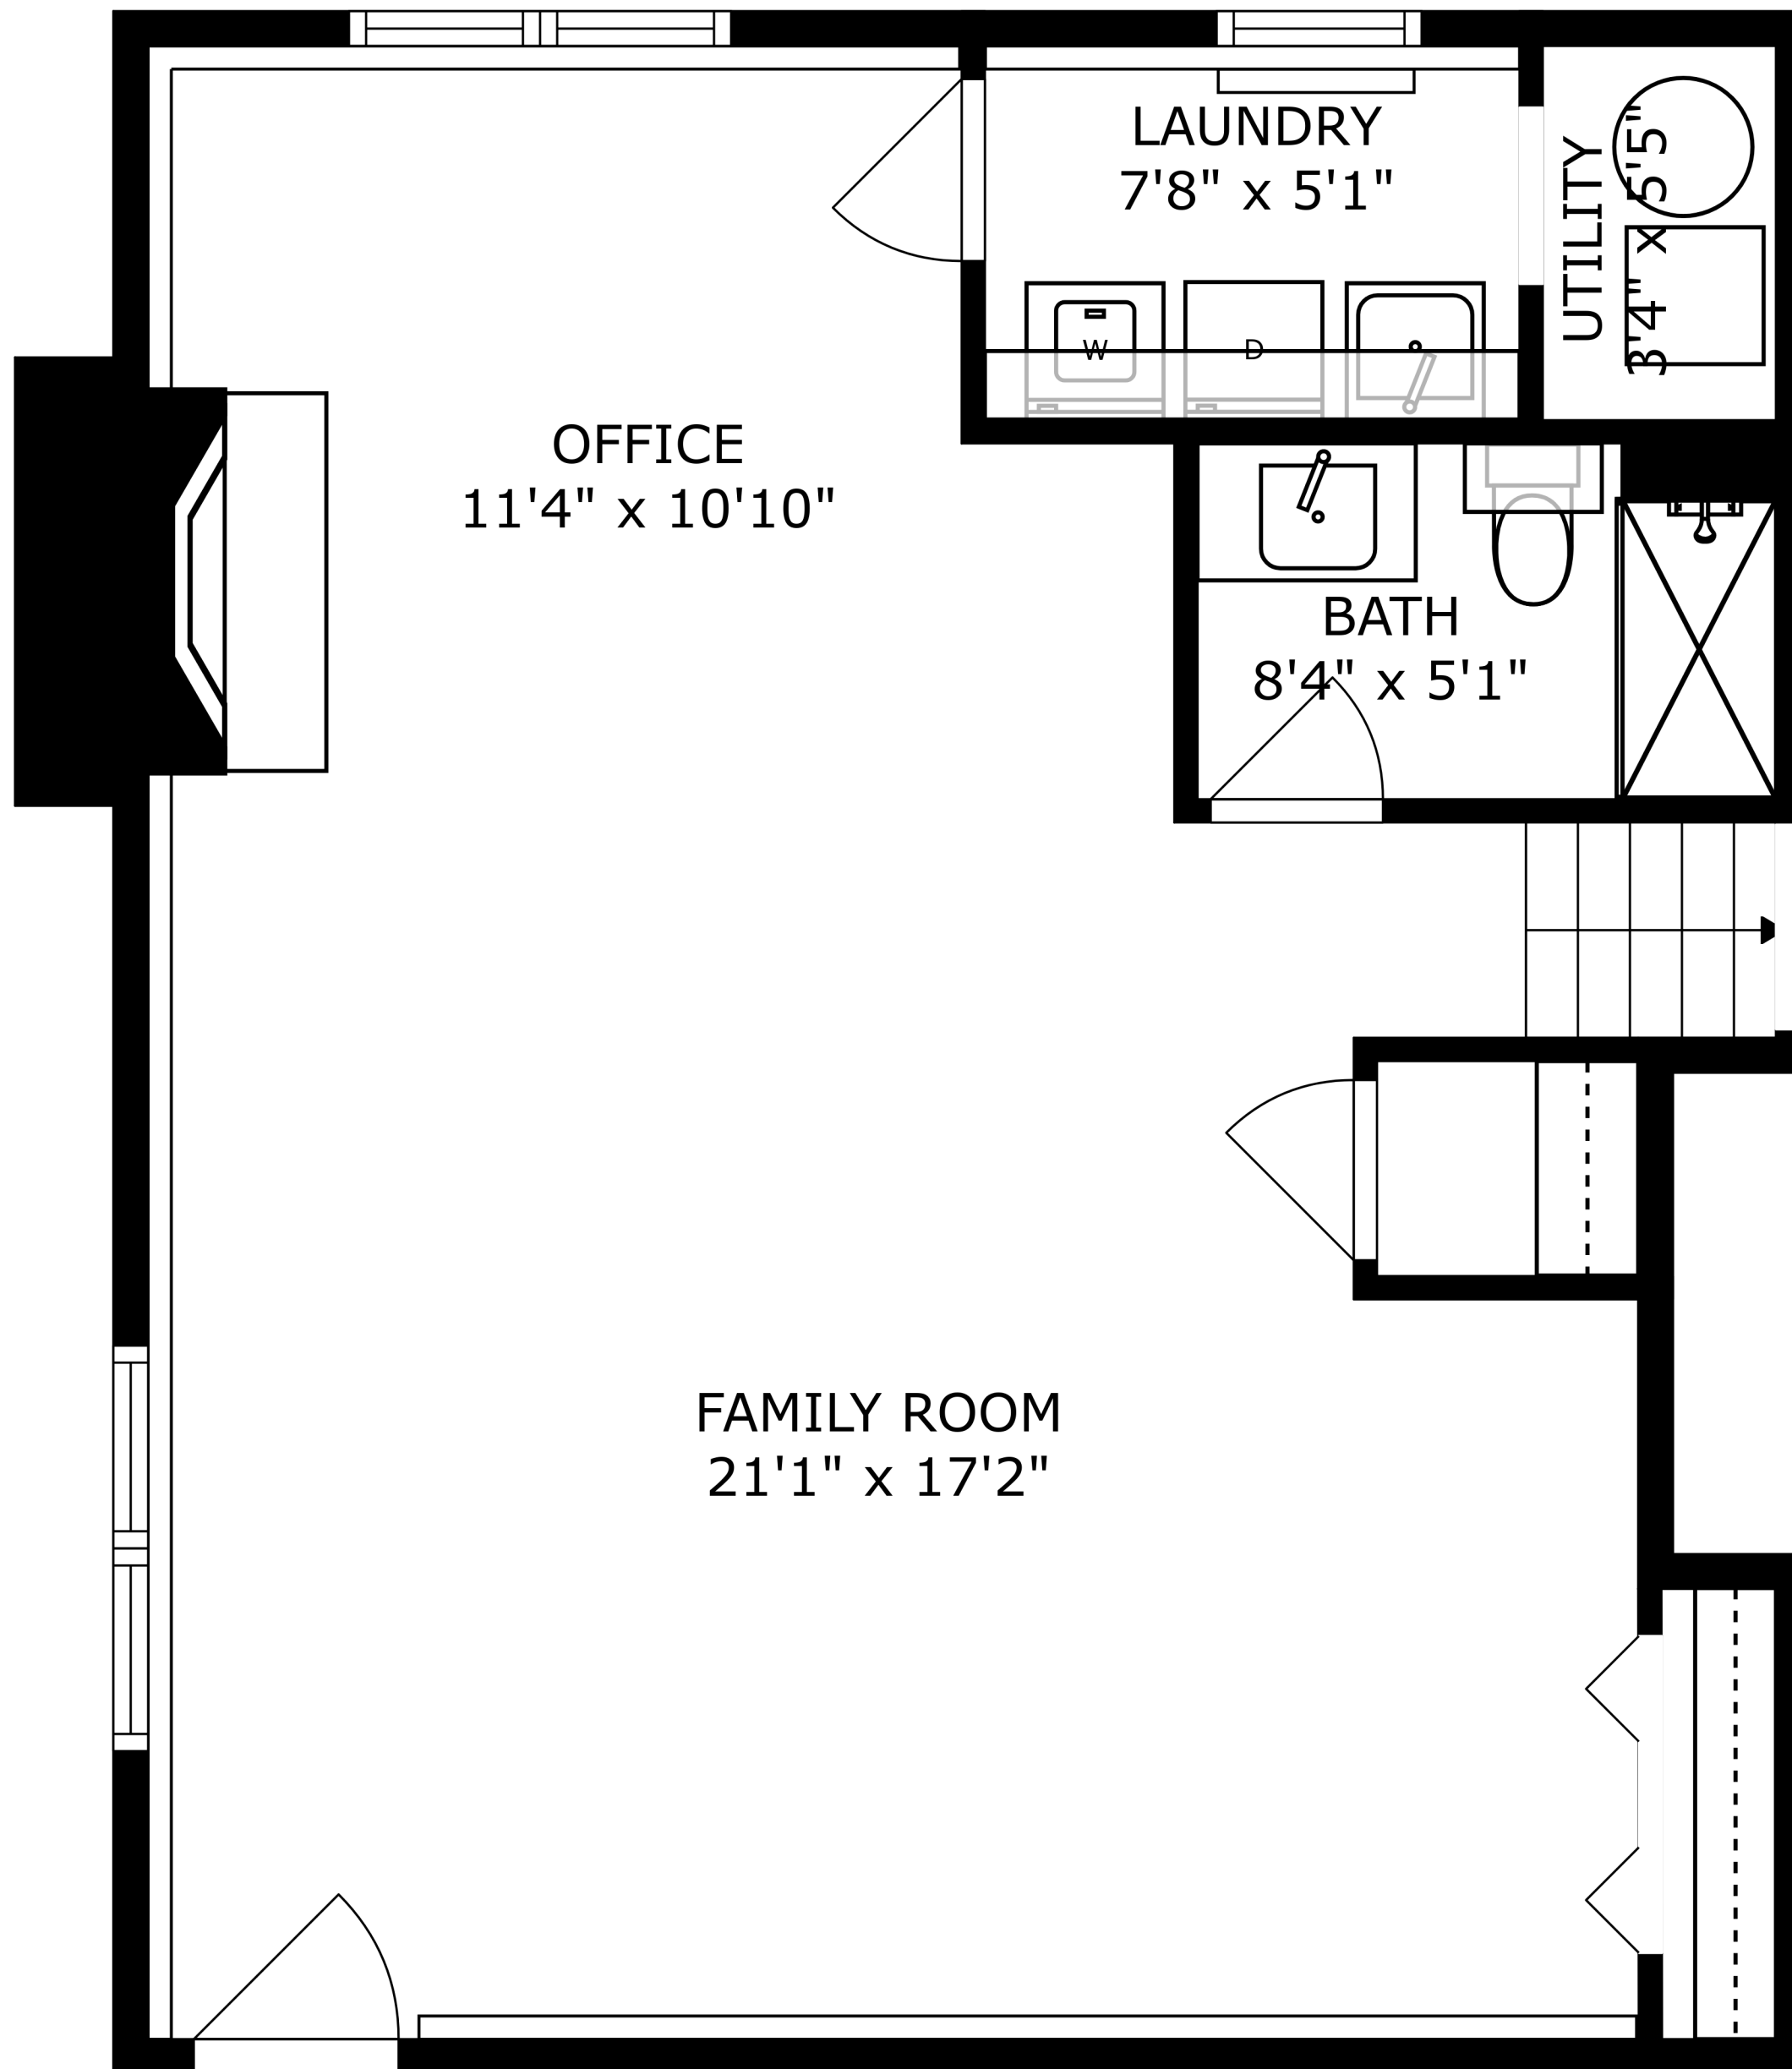 LAUNDRY
7'8" x 5'1"
UTILITY
3'4" x 5'5"
W
D
OFFICE
11'4" x 10'10"
BATH
8'4" x 5'1"
FAMILY ROOM
21'1" x 17'2"